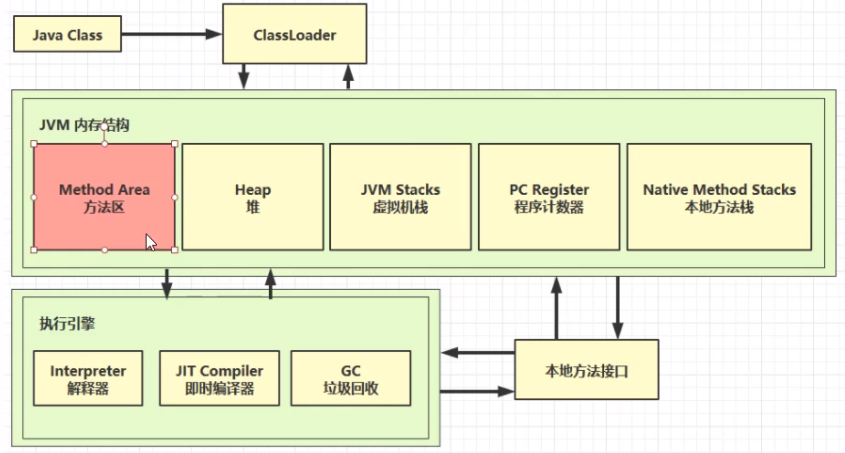 Java Class
ClassLoader
JVM 内存结构
Method Area
方法区
Heap
堆
JVM Stacks
虚拟机栈
PC Register
程序计数器
Native Method Stacks
本地方法栈
执行引擎
Interpreter
解释器
JIT Compiler
即时编译器
GC
垃圾回收
本地方法接口